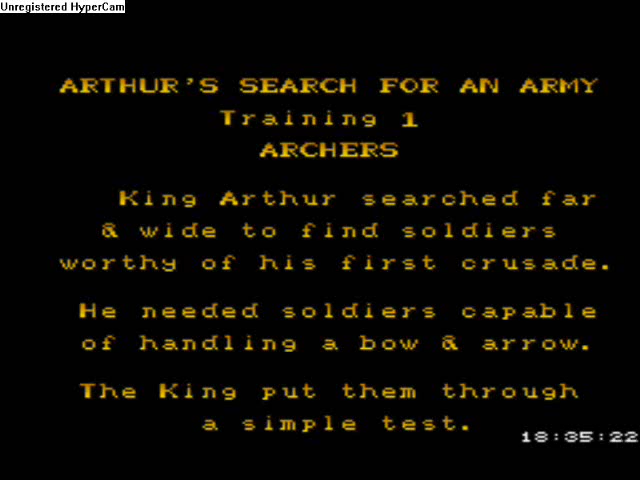 Unregistered HyperCam
ARTHUR'S SEARCH FOR AN ARMY
Training 1
ARCHERS
King Arthur searched far
& wide to find soldiers
worthy of his first crusade.
He needed soldiers capable
of handling a bow & arrow.
The King put them through
a simple test.
18:35:22